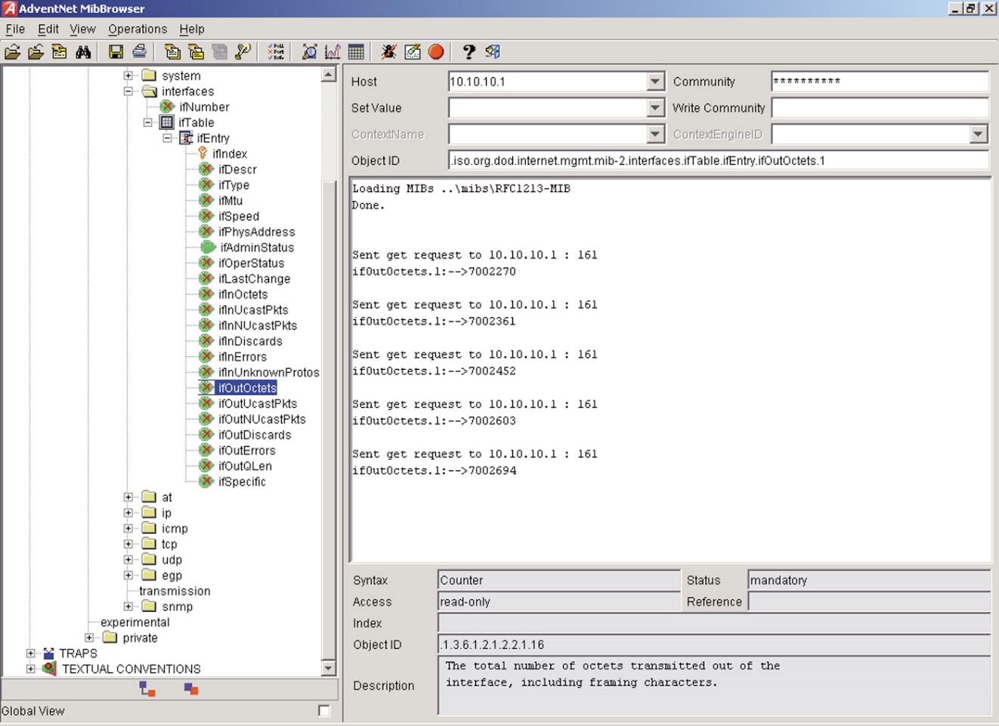 AdventNet MibBrowser
File Edit View Operations Help
system
interfaces
ifNumber
ifTable
ifEntry
ifIndex
ifDescr
ifType
ifMtu
ifSpeed
ifPhysAddress
ifAdminStatus
ifOperStatus
ifLastChange
ifInOctets
ifInUcastPkts
ifInNUcastPkts
ifInDiscards
ifInErrors
ifInUnknownProtos
ifOutOctets
ifOutUcastPkts
ifOutNUcastPkts
ifOutDiscards
ifOutErrors
ifOutQLen
ifSpecific
at
ip
icmp
tcp
udp
egp
transmission
snmp
experimental
private
TRAPS
TEXTUAL CONVENTIONS
Global View
Host 10.10.10.1 Community **********
Set Value Write Community
ContextName ContextEngineID
Object ID .iso.org.dod.internet.mgmt.mib-2.interfaces.ifTable.ifEntry.ifOutOctets.1
Loading MIBs ..\mibs\RFC1213-MIB
Done.
Sent get request to 10.10.10.1 : 161
ifOutOctets.1:-->7002270
Sent get request to 10.10.10.1 : 161
ifOutOctets.1:-->7002361
Sent get request to 10.10.10.1 : 161
ifOutOctets.1:-->7002452
Sent get request to 10.10.10.1 : 161
ifOutOctets.1:-->7002603
Sent get request to 10.10.10.1 : 161
ifOutOctets.1:-->7002694
Syntax Counter Status mandatory
Access read-only Reference
Index
Object ID .1.3.6.1.2.1.2.2.1.16
Description The total number of octets transmitted out of the
interface, including framing characters.